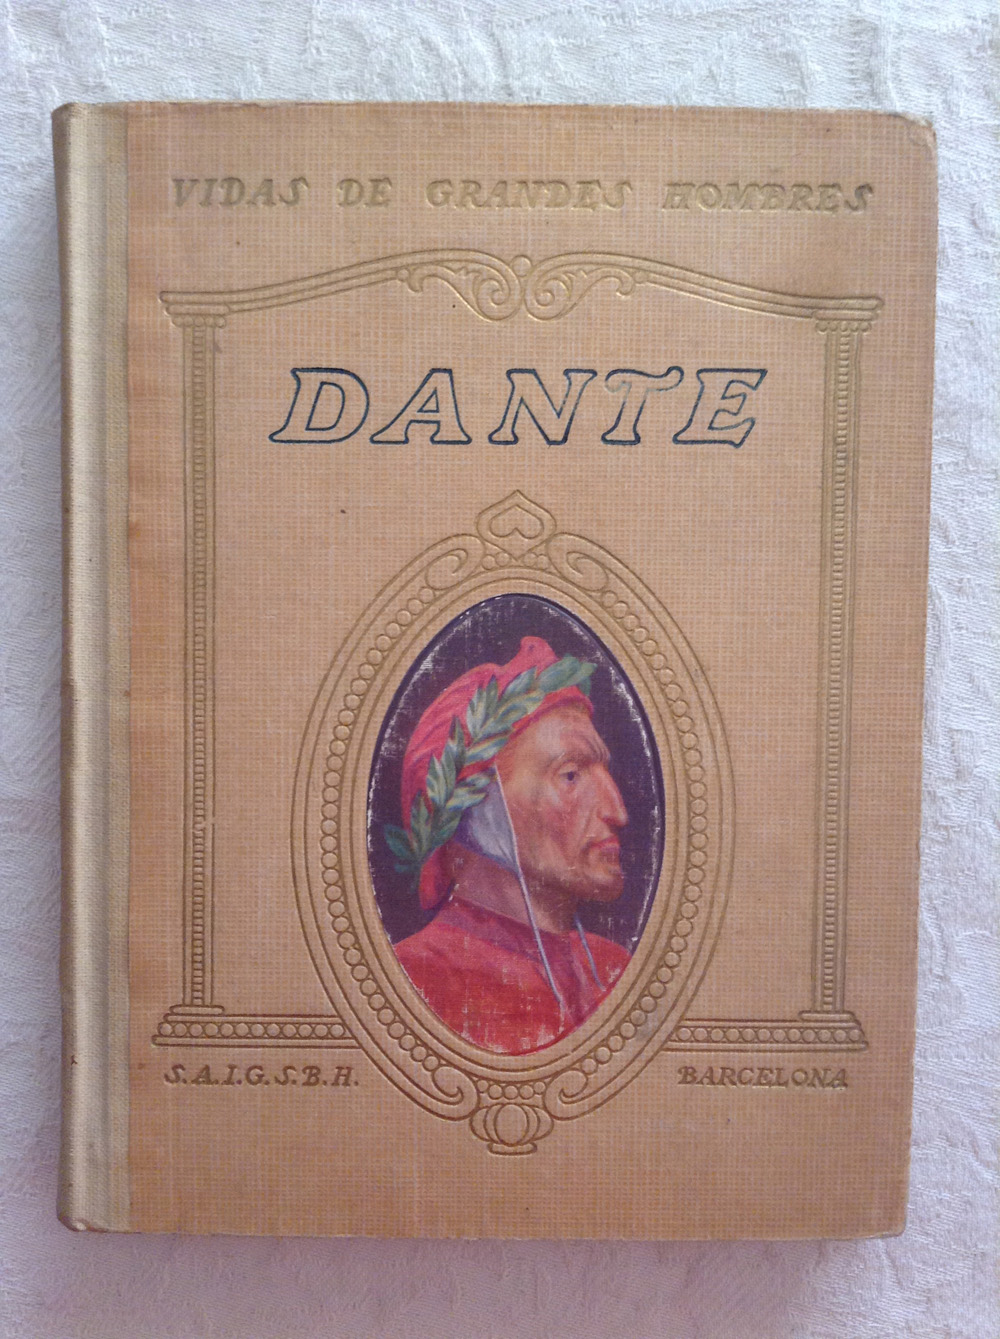 VIDAS DE GRANDES HOMBRES
DANTE
S.A.I.G.S.B.H. BARCELONA